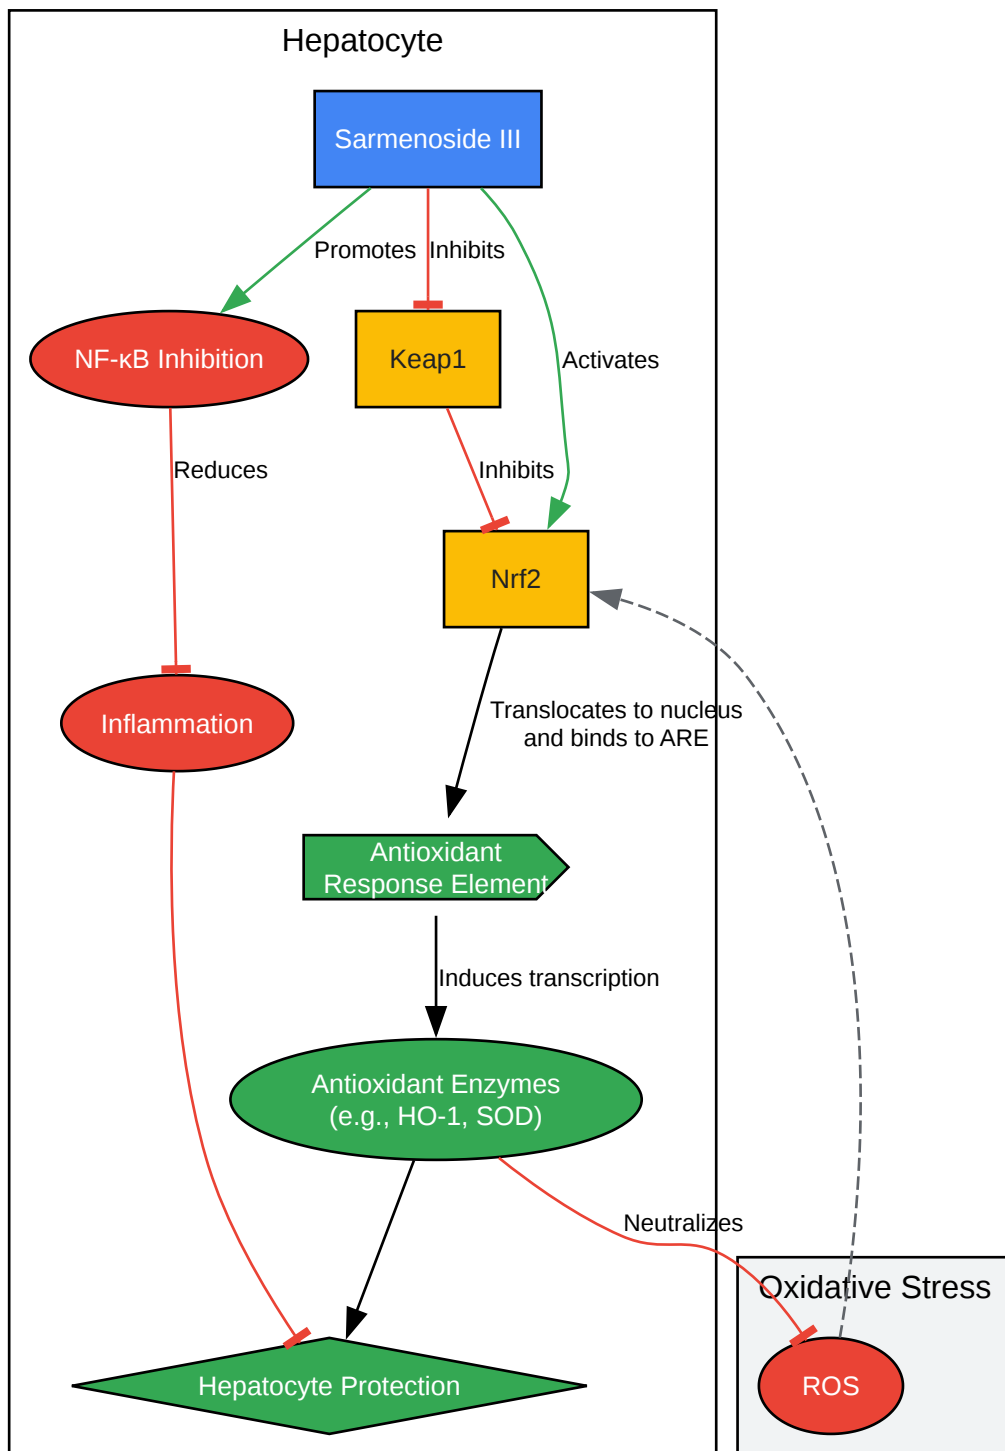 Hepatocyte
Sarmenoside III
Promotes
Inhibits
NF-κB Inhibition
Keap1
Activates
Reduces
Inhibits
Nrf2
Inflammation
Translocates to nucleus
and binds to ARE
Antioxidant
Response Element
Induces transcription
Antioxidant Enzymes
(e.g., HO-1, SOD)
Neutralizes
Oxidative Stress
Hepatocyte Protection
ROS